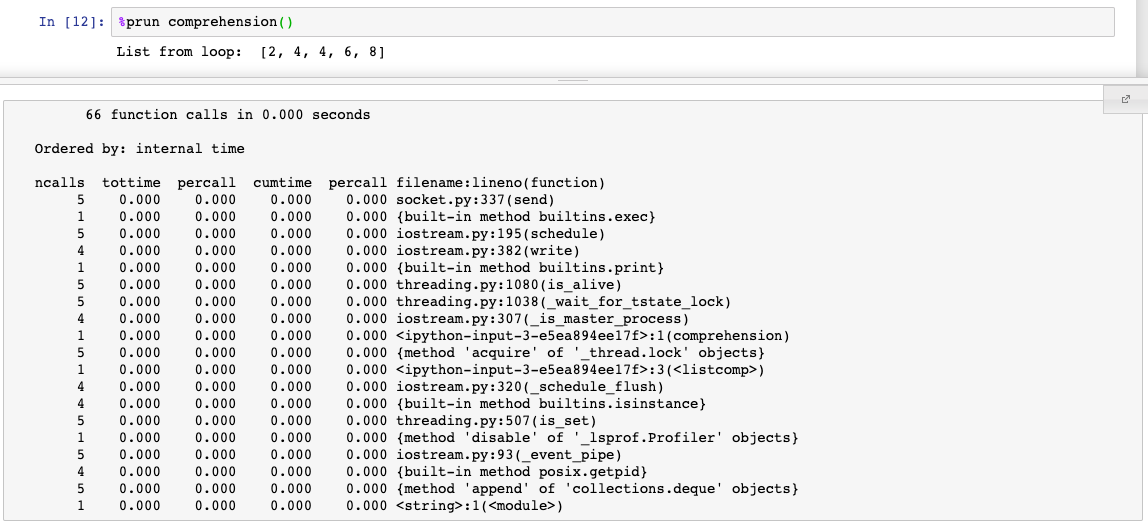 In [12]: %prun comprehension()
List from loop:  [2, 4, 4, 6, 8]
66 function calls in 0.000 seconds
Ordered by: internal time
ncalls  tottime  percall  cumtime  percall filename:lineno(function)
5    0.000    0.000    0.000    0.000 socket.py:337(send)
1    0.000    0.000    0.000    0.000 {built-in method builtins.exec}
5    0.000    0.000    0.000    0.000 iostream.py:195(schedule)
4    0.000    0.000    0.000    0.000 iostream.py:382(write)
1    0.000    0.000    0.000    0.000 {built-in method builtins.print}
5    0.000    0.000    0.000    0.000 threading.py:1080(is_alive)
5    0.000    0.000    0.000    0.000 threading.py:1038(_wait_for_tstate_lock)
4    0.000    0.000    0.000    0.000 iostream.py:307(_is_master_process)
1    0.000    0.000    0.000    0.000 <ipython-input-3-e5ea894ee17f>:1(comprehension)
5    0.000    0.000    0.000    0.000 {method 'acquire' of '_thread.lock' objects}
1    0.000    0.000    0.000    0.000 <ipython-input-3-e5ea894ee17f>:3(<listcomp>)
4    0.000    0.000    0.000    0.000 iostream.py:320(_schedule_flush)
4    0.000    0.000    0.000    0.000 {built-in method builtins.isinstance}
5    0.000    0.000    0.000    0.000 threading.py:507(is_set)
1    0.000    0.000    0.000    0.000 {method 'disable' of '_lsprof.Profiler' objects}
5    0.000    0.000    0.000    0.000 iostream.py:93(_event_pipe)
4    0.000    0.000    0.000    0.000 {built-in method posix.getpid}
5    0.000    0.000    0.000    0.000 {method 'append' of 'collections.deque' objects}
1    0.000    0.000    0.000    0.000 <string>:1(<module>)